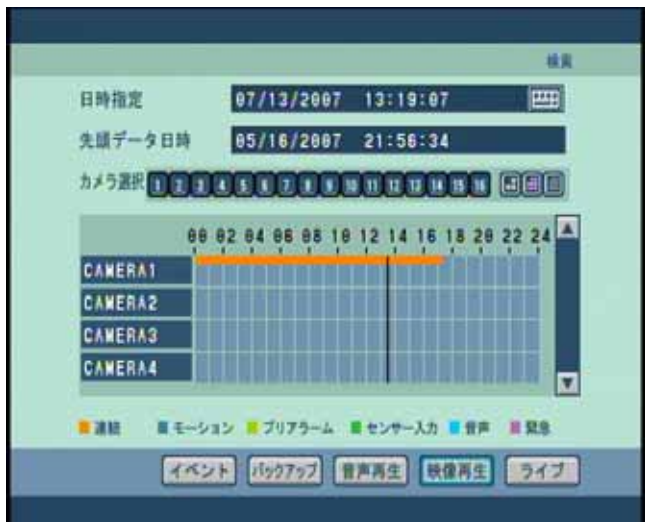 検索
日時指定 07/13/2007 13:19:07
先頭データ日時 05/16/2007 21:56:34
カメラ選択 1 2 3 4 5 6 7 8 9 10 11 12 13 14 15 16
00 02 04 06 08 10 12 14 16 18 20 22 24
CAMERA1
CAMERA2
CAMERA3
CAMERA4
連続 モーション プリアラーム センサー入力 音声 緊急
イベント バックアップ 音声再生 映像再生 ライブ